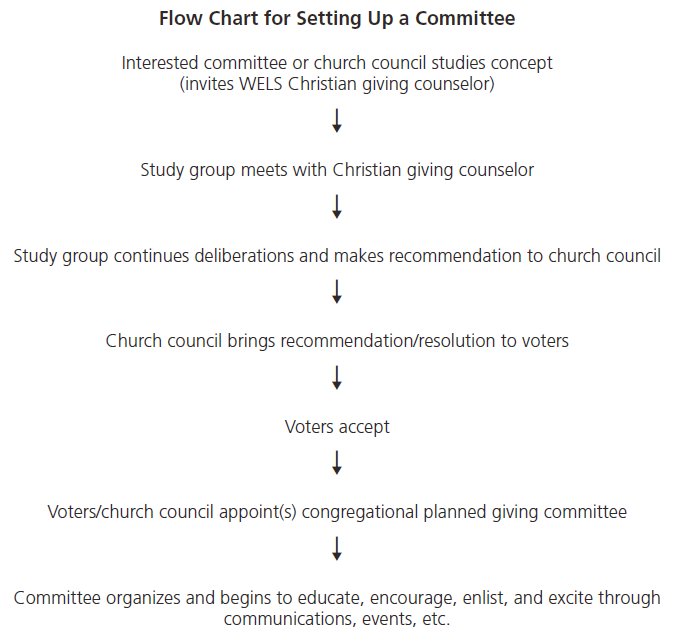 Flow Chart for Setting Up a Committee
Interested committee or church council studies concept
(invites WELS Christian giving counselor)
Study group meets with Christian giving counselor
Study group continues deliberations and makes recommendation to church council
Church council brings recommendation/resolution to voters
Voters accept
Voters/church council appoint(s) congregational planned giving committee
Committee organizes and begins to educate, encourage, enlist, and excite through
communications, events, etc.